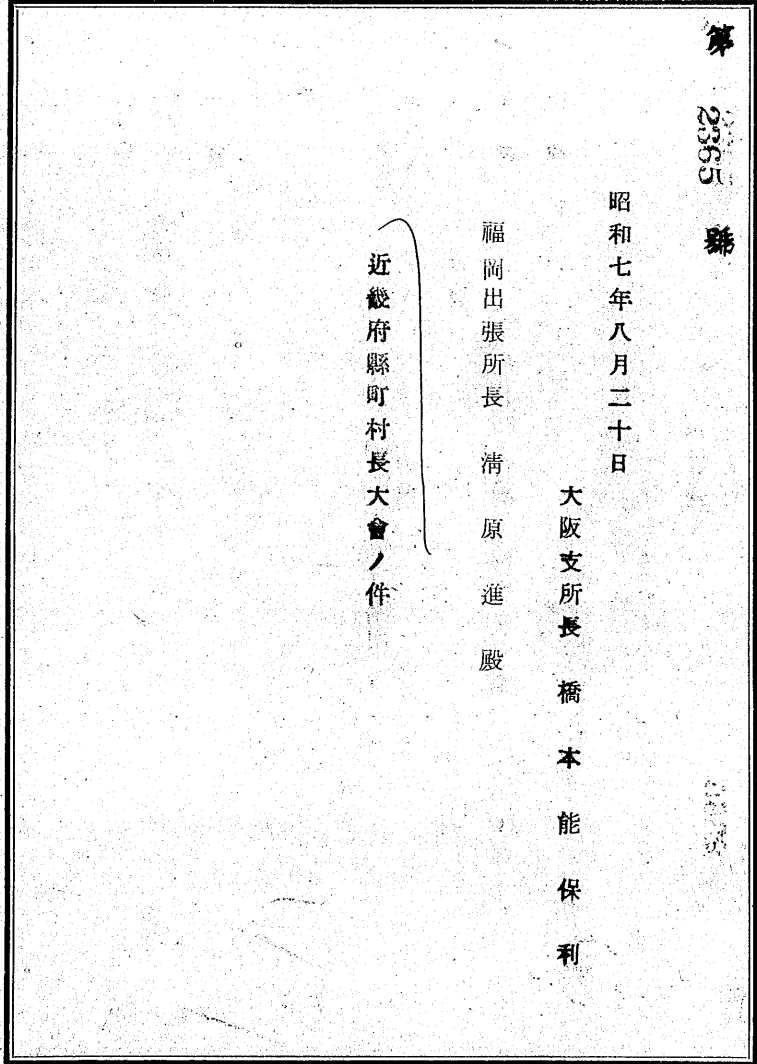 第 2365 號
昭和七年八月二十日
大阪支所長 橋本能保利
福岡出張所長 淸原進殿
近畿府縣町村長大會ノ件